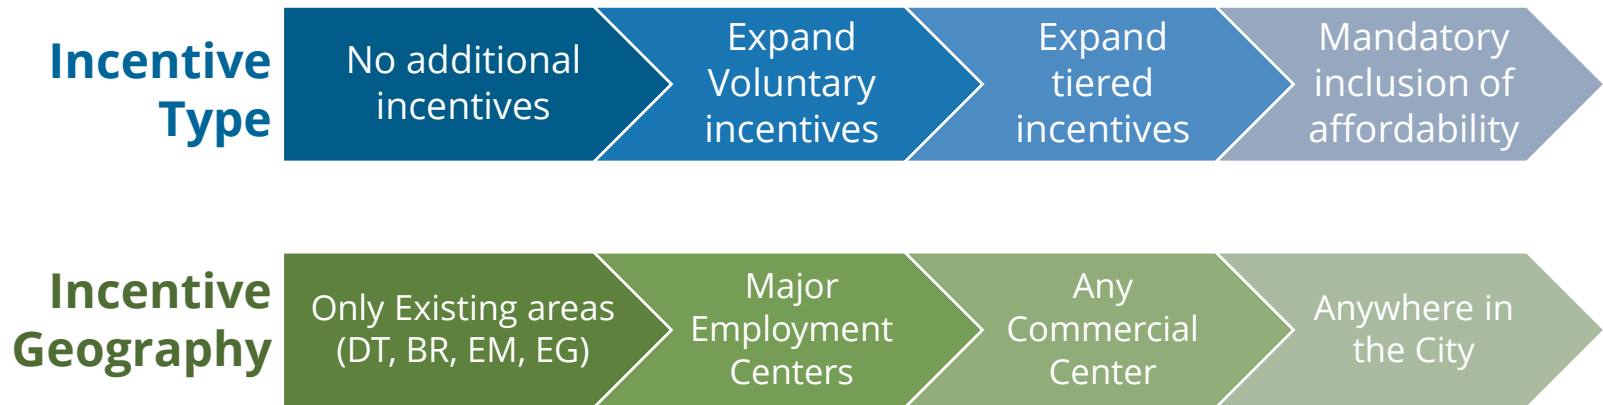 Incentive
Type
No additional
incentives
Expand
Voluntary
incentives
Expand
tiered
incentives
Mandatory
inclusion of
affordability
Incentive
Geography
Only Existing areas
(DT, BR, EM, EG)
Major
Employment
Centers
Any
Commercial
Center
Anywhere in
the City